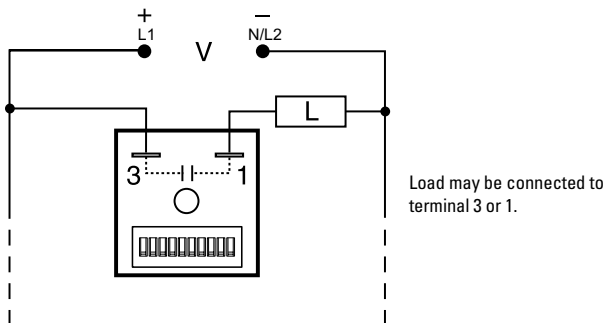 + –
L1 V N/L2
L
3 1
Load may be connected to
terminal 3 or 1.